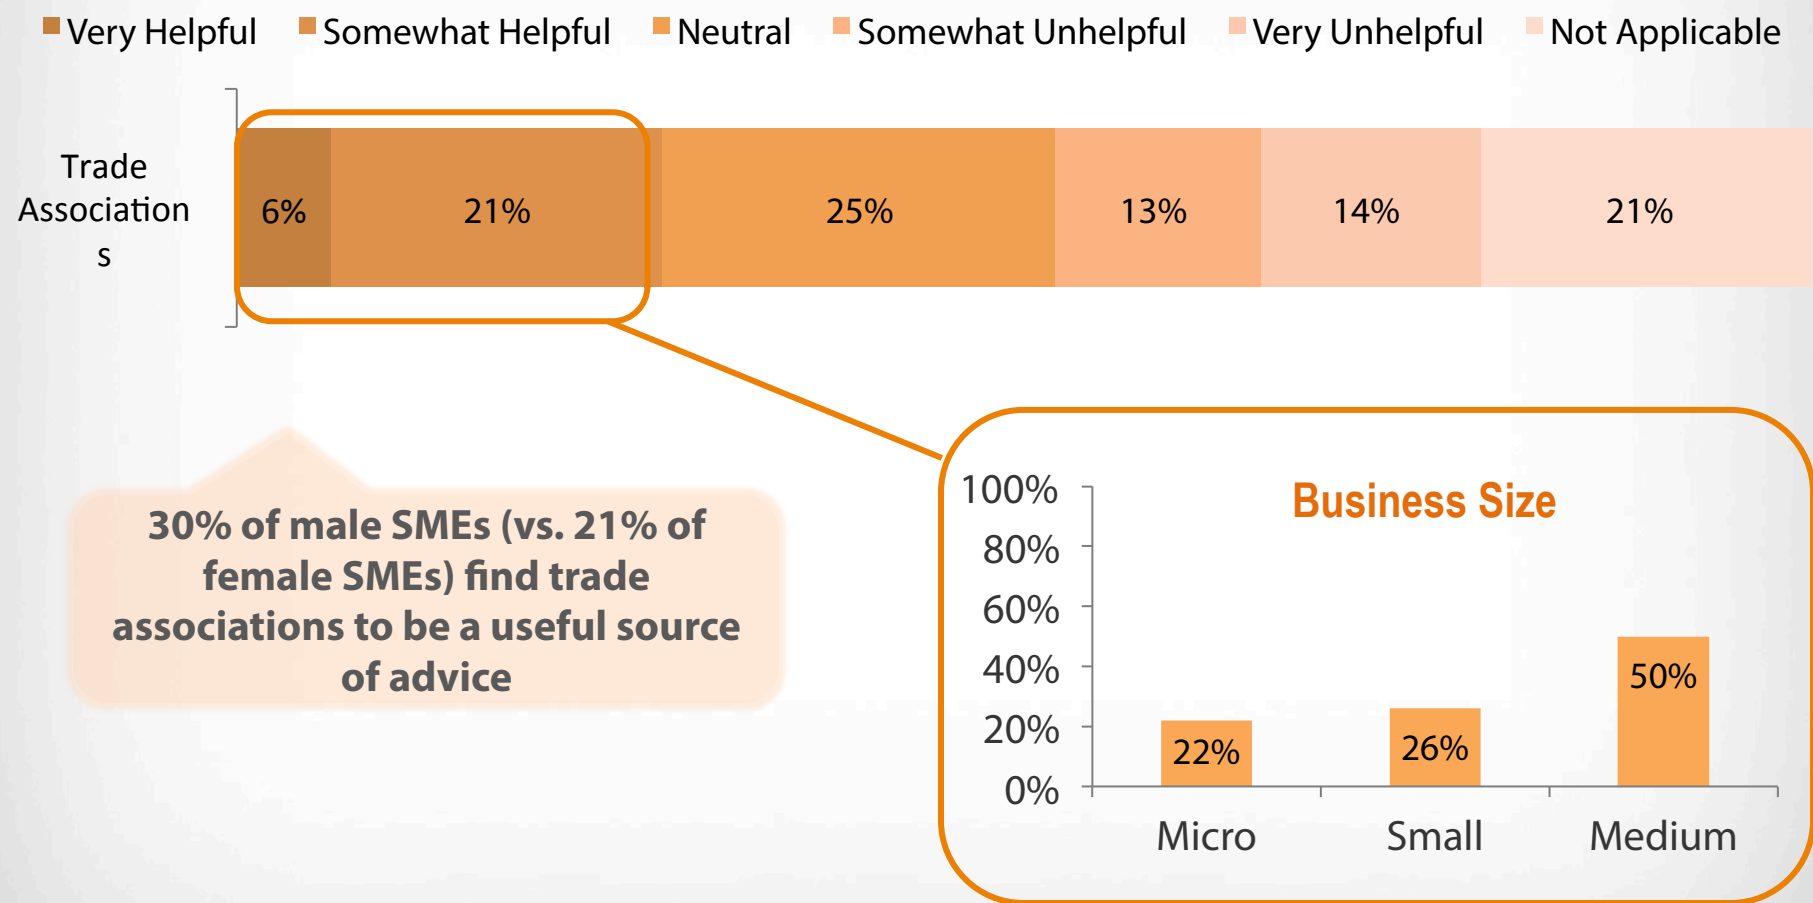 Very Helpful Somewhat Helpful Neutral Somewhat Unhelpful Very Unhelpful Not Applicable
Trade
Association
s
6% 21% 25% 13% 14% 21%
30% of male SMEs (vs. 21% of
female SMEs) find trade
associations to be a useful source
of advice
Business Size
100%
80%
60%
40%
20%
0%
22% 26% 50%
Micro Small Medium